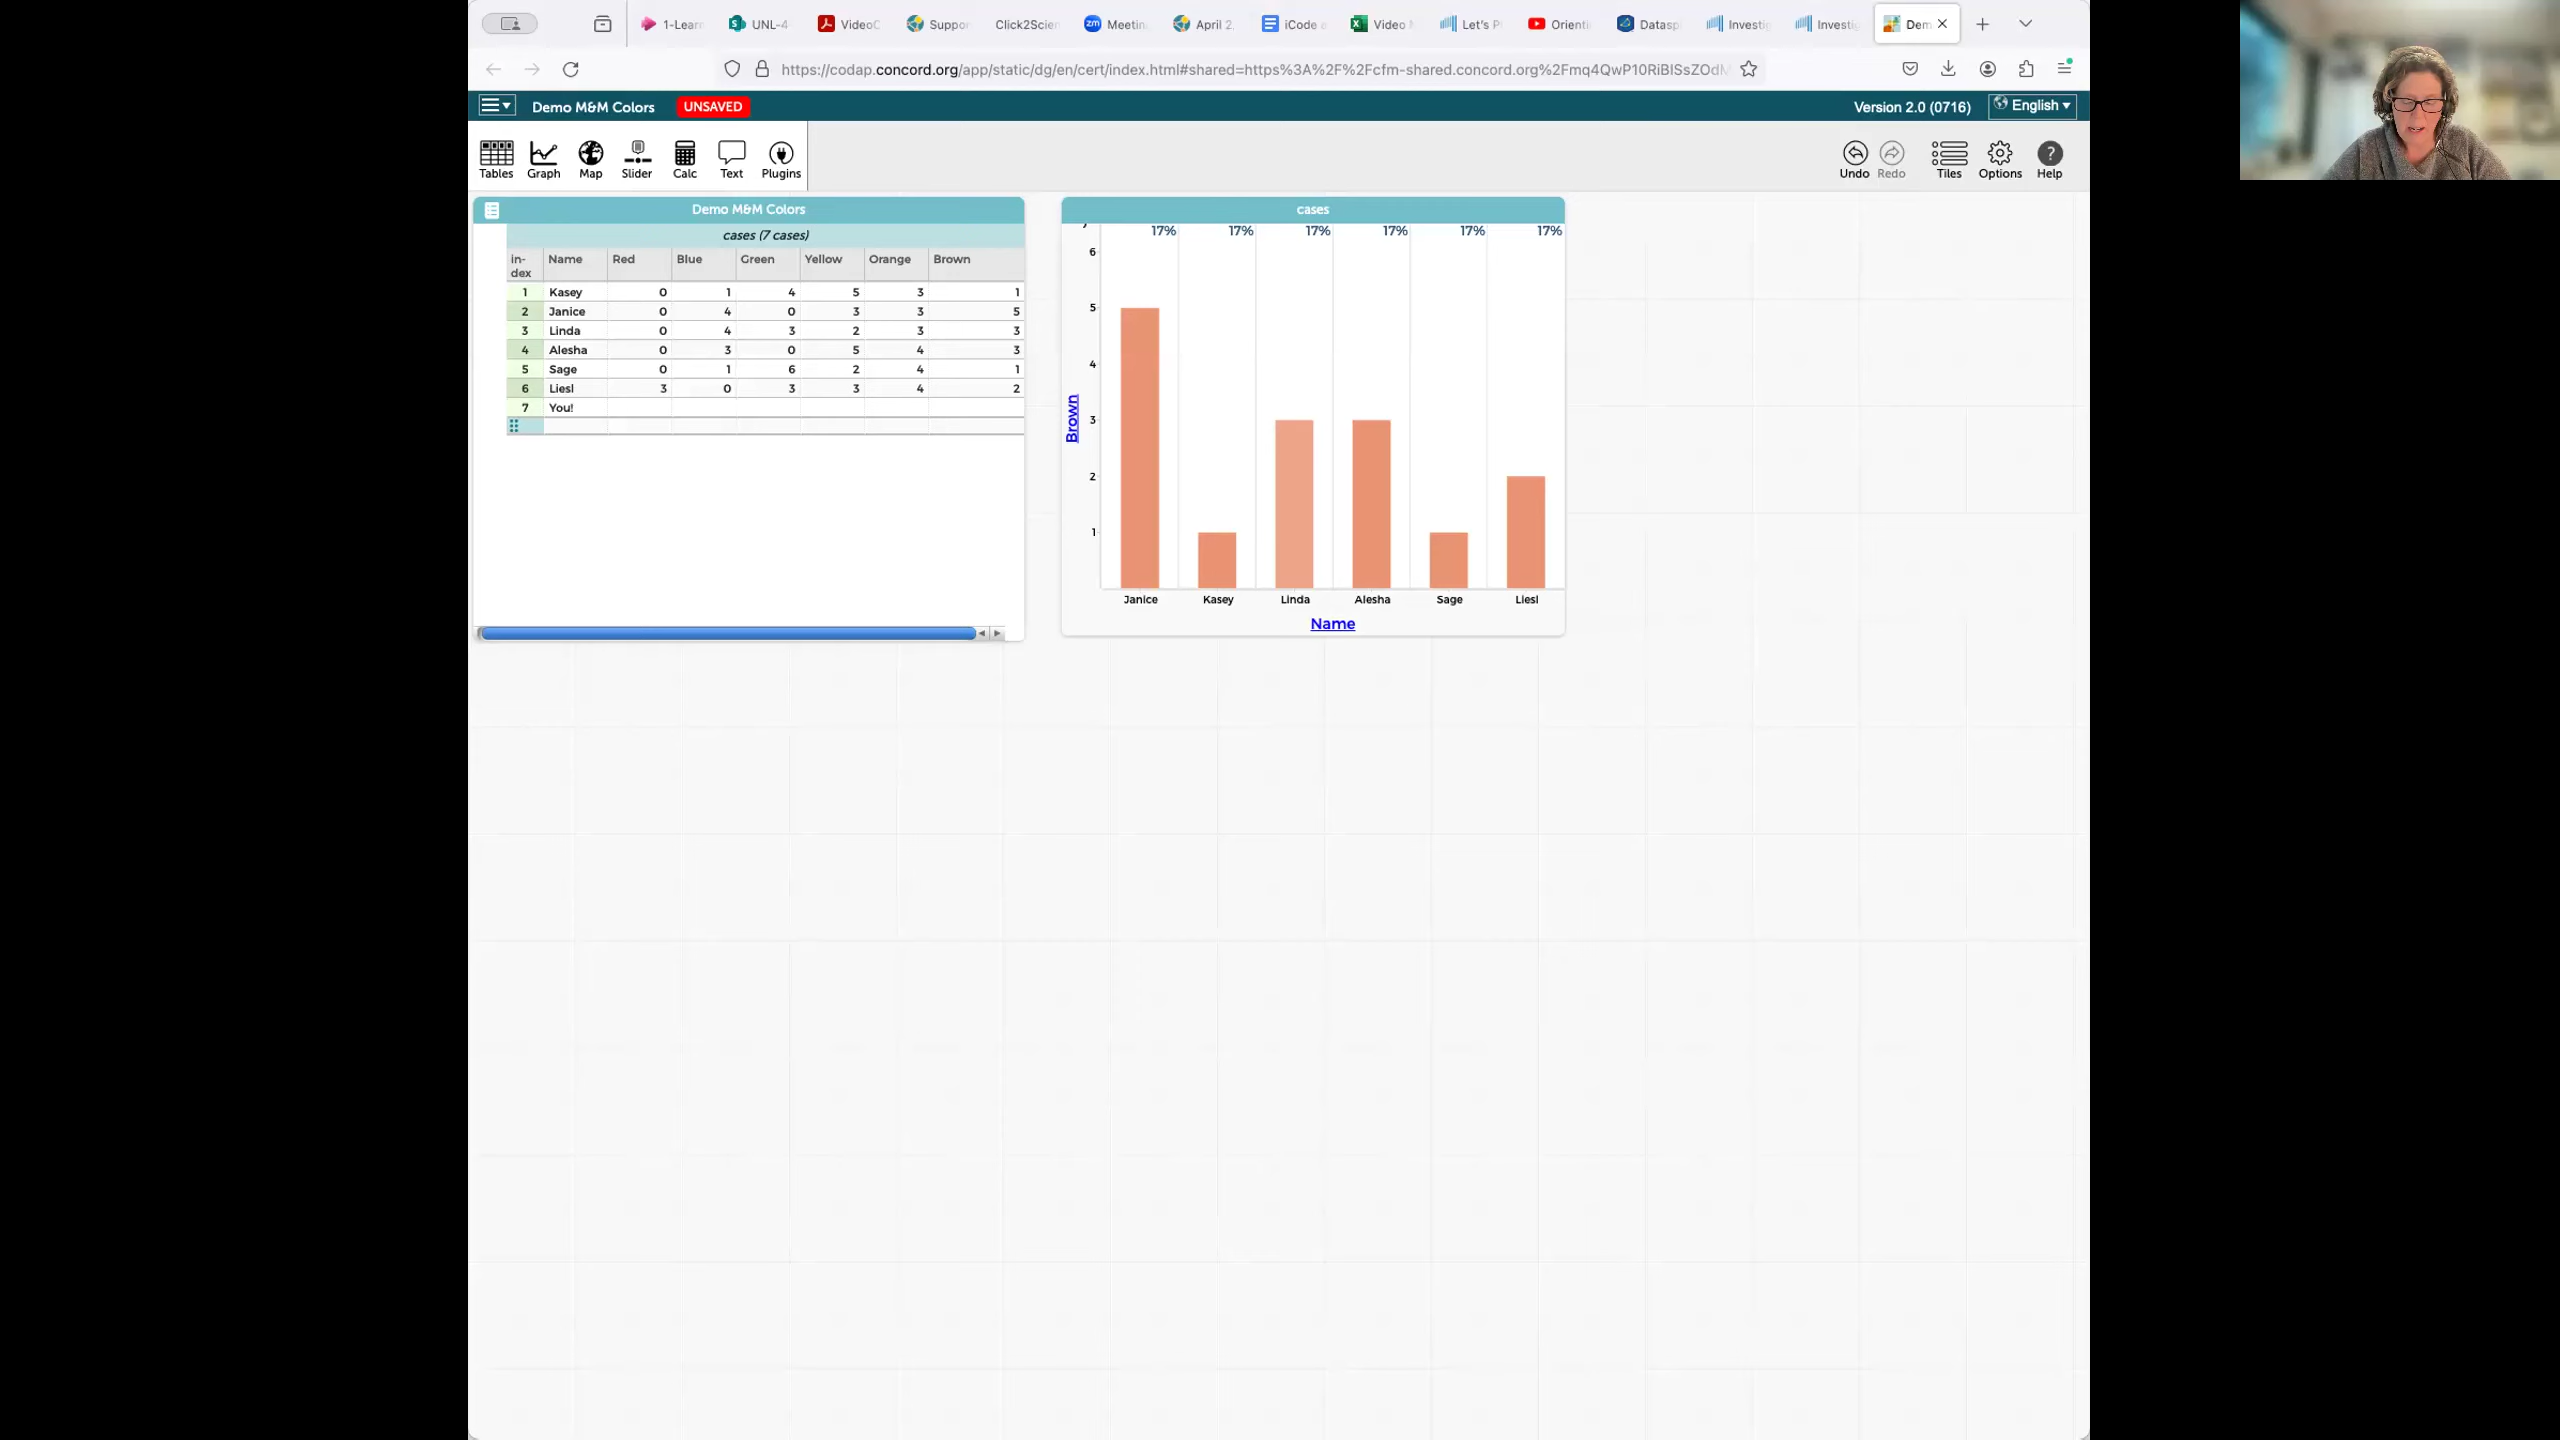 1-Lear UNL-4 VideoC Suppo Click2Scien Meetin April 2, iCode Video Let's P Orienti Datasp Investig Investig Dem
https://codap.concord.org/app/static/dg/en/cert/index.html#shared=https%3A%2F%2Fcfm-shared.concord.org%2Fmq4QwP10RiBISsZOdM
Demo M&M Colors UNSAVED Version 2.0 (0716) English
Tables Graph Map Slider Calc Text Plugins Undo Redo Tiles Options Help
Demo M&M Colors
cases (7 cases)
in-dex Name Red Blue Green Yellow Orange Brown
1 Kasey 0 1 4 5 3 1
2 Janice 0 4 0 3 3 5
3 Linda 0 4 3 2 3 3
4 Alesha 0 3 0 5 4 3
5 Sage 0 1 6 2 4 1
6 Liesl 3 0 3 3 4 2
7 You!
cases
17% 17% 17% 17% 17% 17%
6
5
4
3
2
1
Brown
Janice Kasey Linda Alesha Sage Liesl
Name